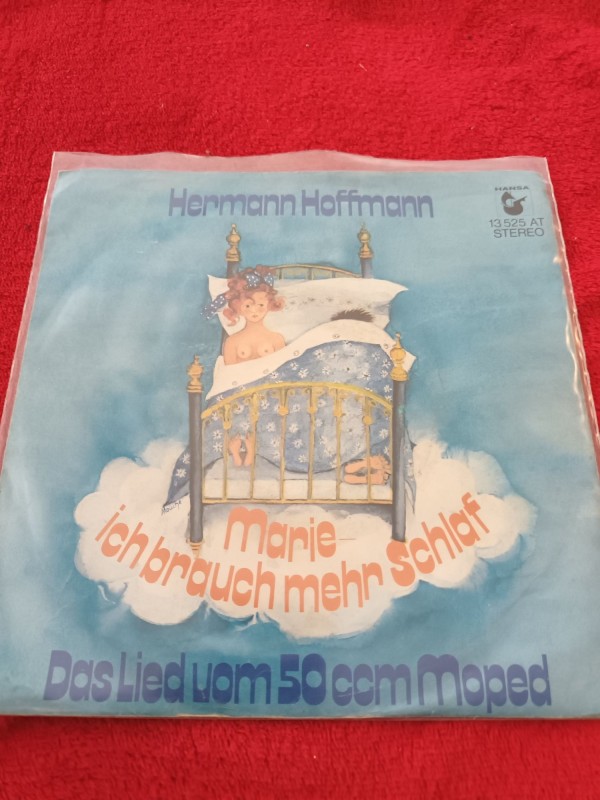 HANSA
Hermann Hoffmann
13 525 AT
STEREO
Marie-
ich brauch mehr Schlaf
Das Lied vom 50 ccm Moped